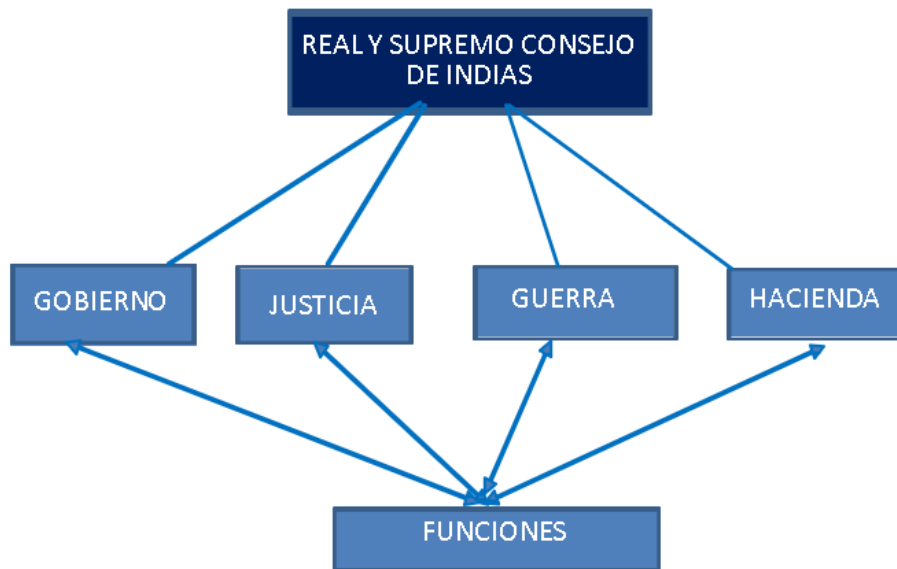 REAL Y SUPREMO CONSEJO
DE INDIAS
GOBIERNO
JUSTICIA
GUERRA
HACIENDA
FUNCIONES